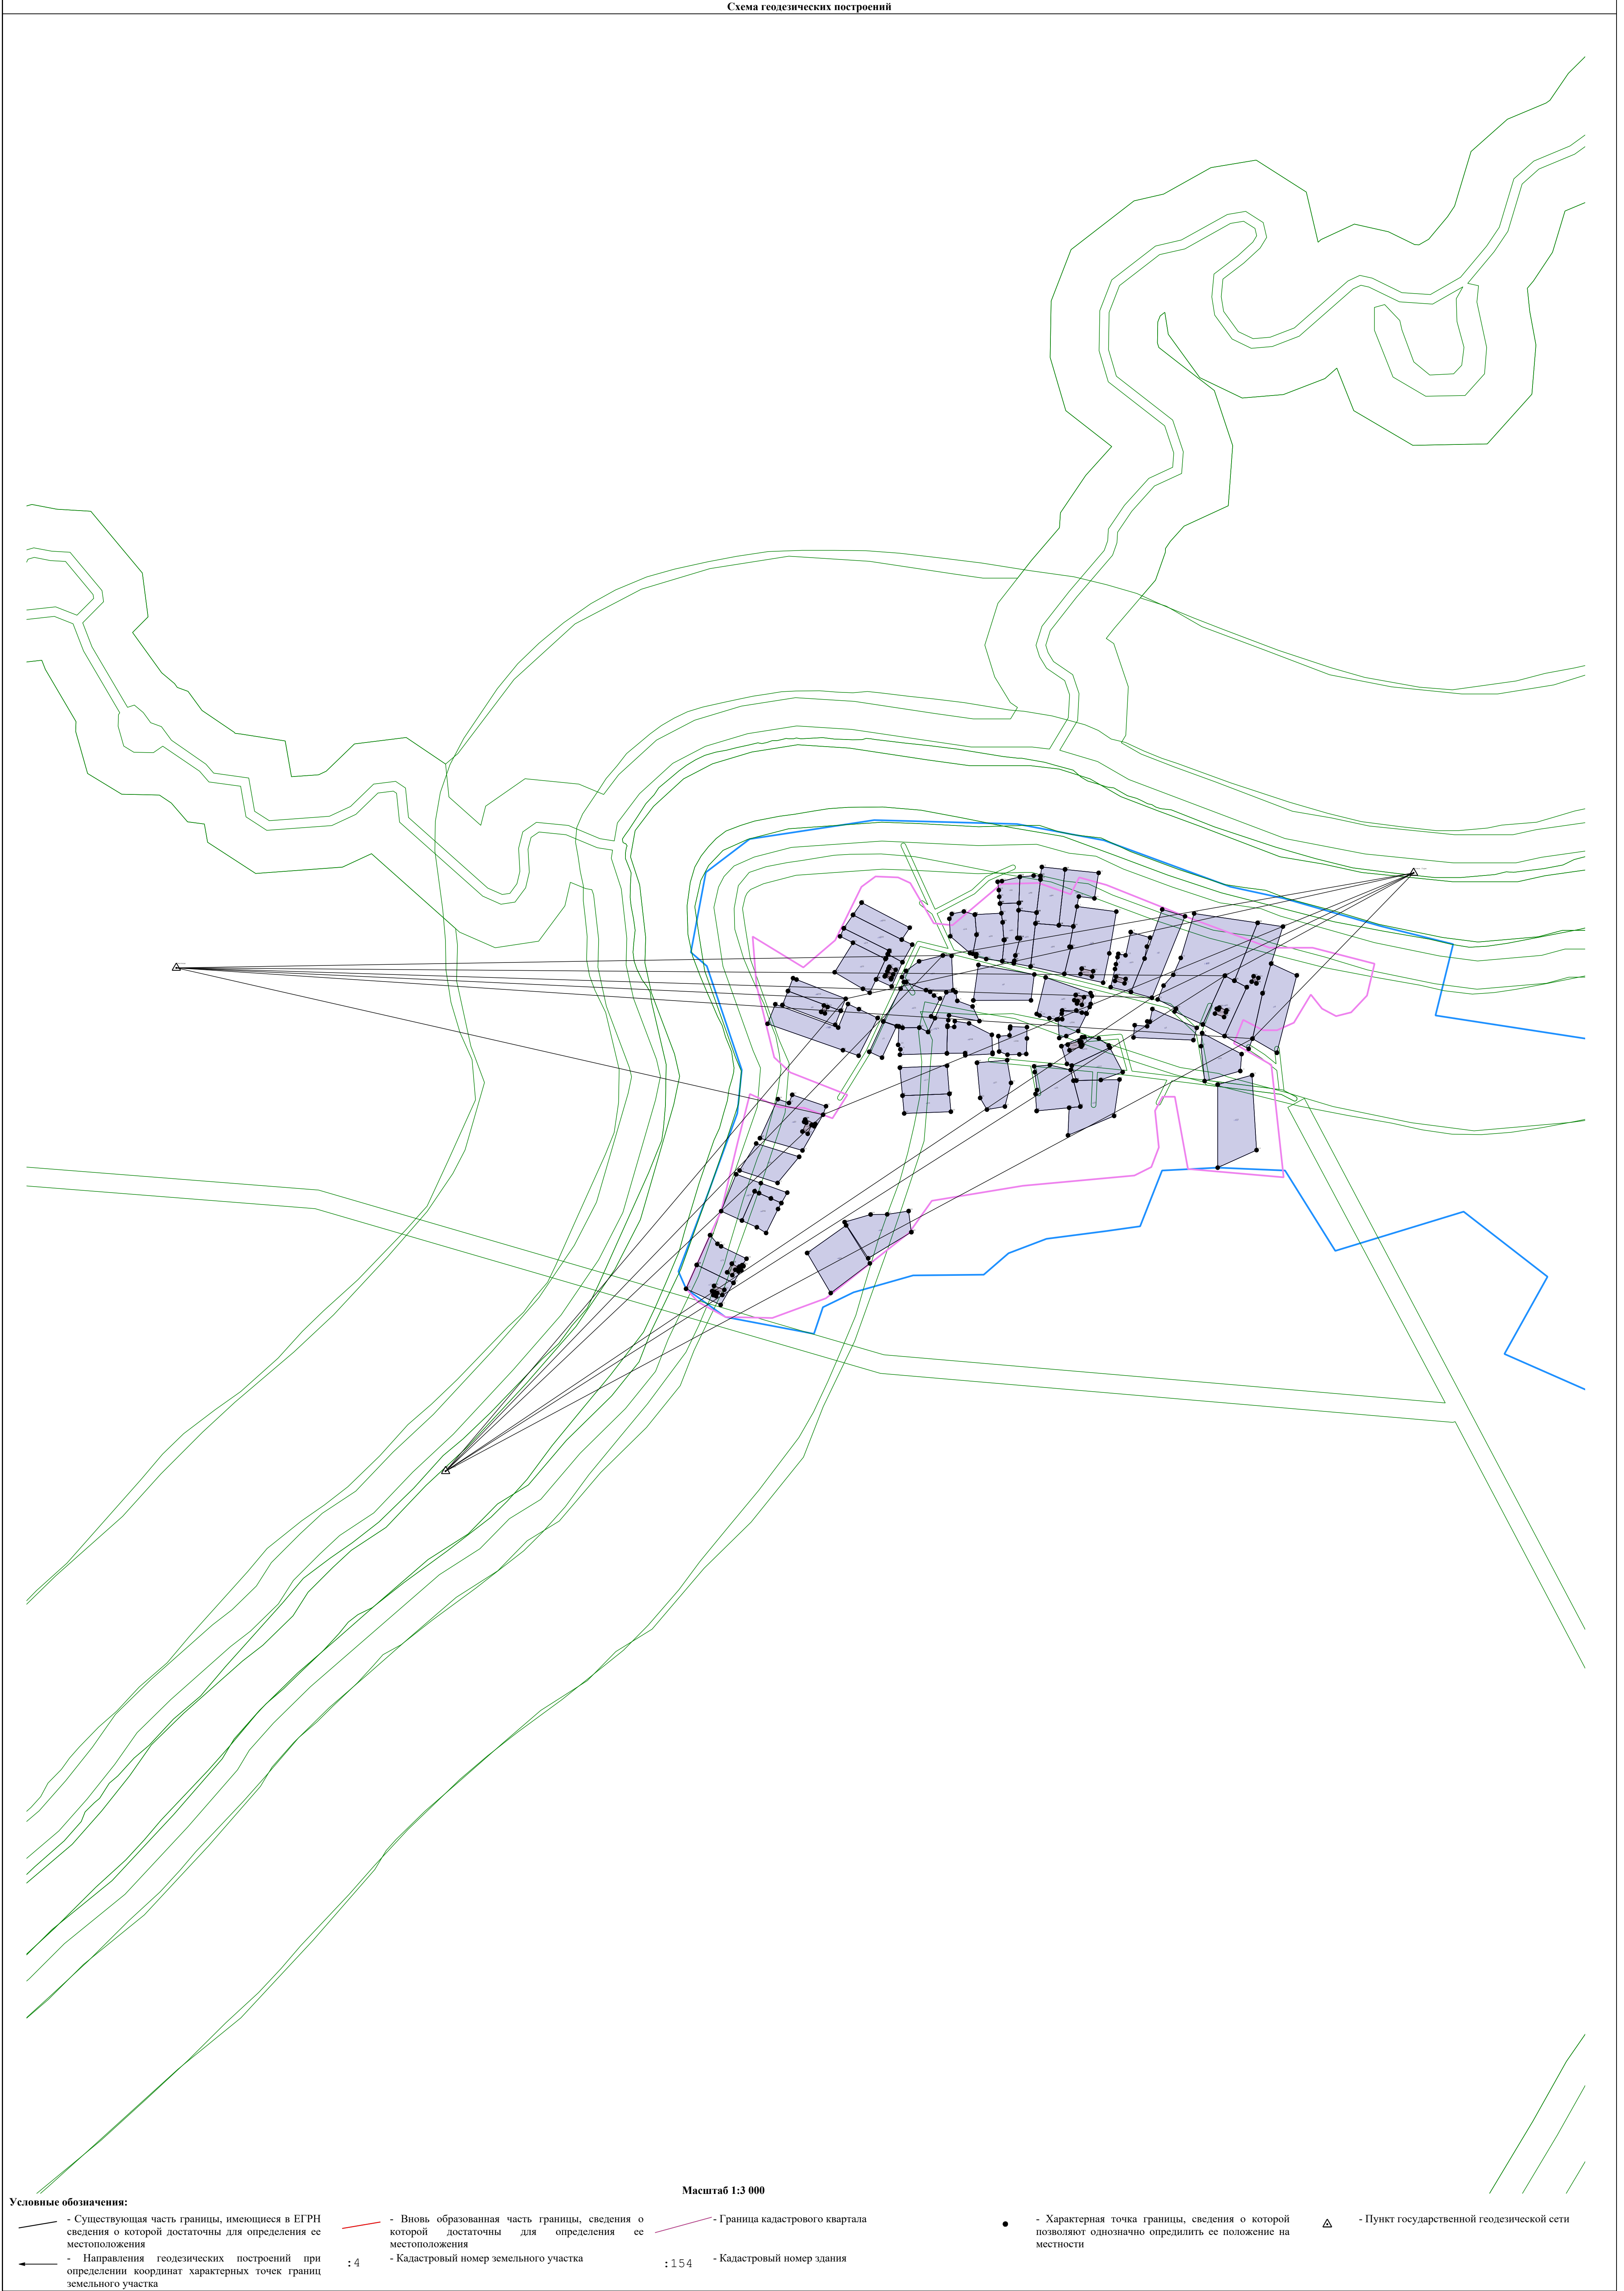 Схема геодезических построений
Масштаб 1:3 000
Условные обозначения:
- Существующая часть границы, имеющиеся в ЕГРН
сведения о которой достаточны для определения ее
местоположения
- Вновь образованная часть границы, сведения о
которой достаточны для определения ее
местоположения
- Граница кадастрового квартала
- Характерная точка границы, сведения о которой
позволяют однозначно опредилить ее положение на
местности
- Пункт государственной геодезической сети
- Направления геодезических построений при
определении координат характерных точек границ
земельного участка
:4
- Кадастровый номер земельного участка
:154
- Кадастровый номер здания